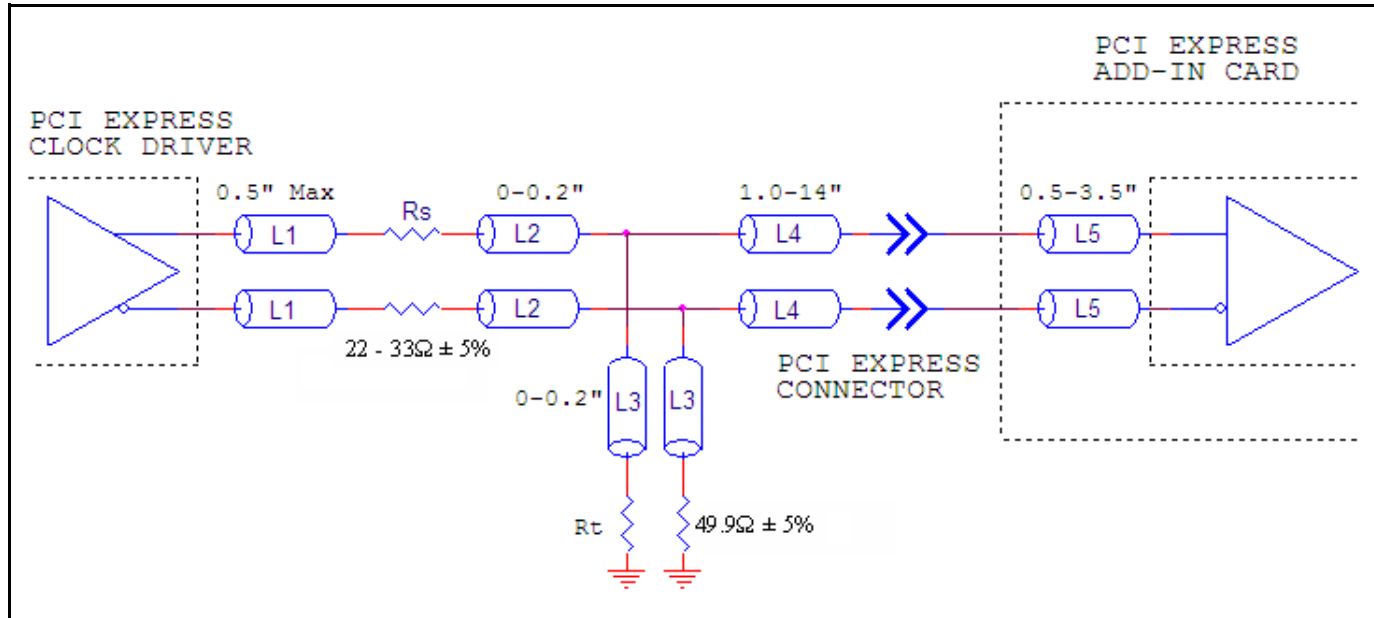 PCI EXPRESS
ADD-IN CARD
PCI EXPRESS
CLOCK DRIVER
0.5" Max
Rs
0-0.2"
1.0-14"
0.5-3.5"
L1
L2
L4
L5
L1
L2
L4
L5
22 - 33Ω ± 5%
PCI EXPRESS
CONNECTOR
0-0.2"
L3
L3
Rt
49.9Ω ± 5%